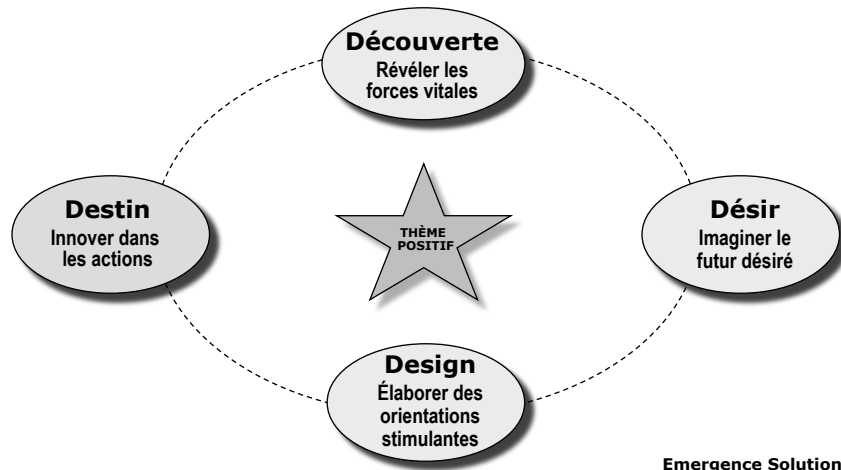 Découverte
Révéler les
forces vitales
Destin
Innover dans
les actions
THÈME
POSITIF
Désir
Imaginer le
futur désiré
Design
Élaborer des
orientations
stimulantes
Emergence Solution